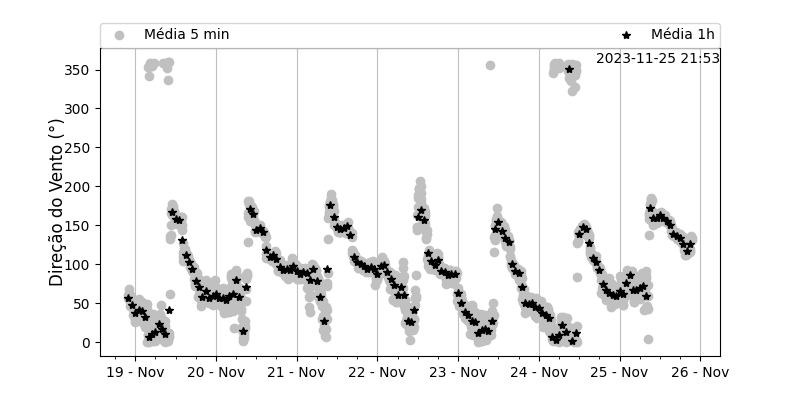 Média 5 min
Média 1h
2023-11-25 21:53
Direção do Vento (°)
350
300
250
200
150
100
50
0
19 - Nov
20 - Nov
21 - Nov
22 - Nov
23 - Nov
24 - Nov
25 - Nov
26 - Nov